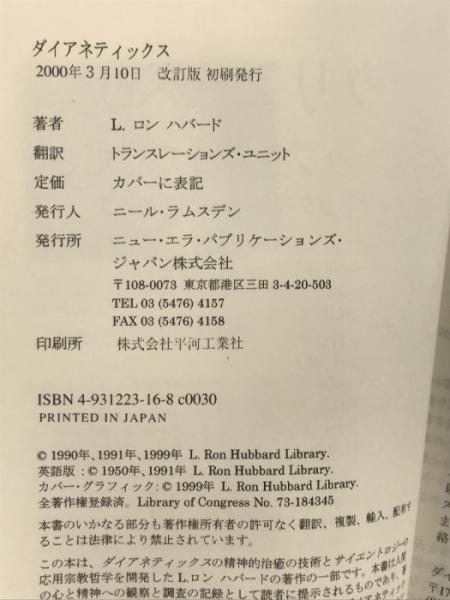 ダイアネティックス
2000年3月10日 改訂版 初刷発行
著者 L. ロン ハバード
翻訳 トランスレーションズ・ユニット
定価 カバーに表記
発行人 ニール・ラムスデン
発行所 ニュー・エラ・パブリケーションズ・
ジャパン株式会社
〒108-0073 東京都港区三田 3-4-20-503
TEL 03 (5476) 4157
FAX 03 (5476) 4158
印刷所 株式会社平河工業社
ISBN 4-931223-16-8 c0030
PRINTED IN JAPAN
© 1990年、1991年、1999年 L. Ron Hubbard Library.
英語版 : © 1950年、1991年 L. Ron Hubbard Library.
カバー・グラフィック : © 1999年 L. Ron Hubbard Library.
全著作権登録済。 Library of Congress No. 73-184345
本書のいかなる部分も著作権所有者の許可なく翻訳、複製、輸入、配布す
ることは法律により禁止されています。
この本は、ダイアネティックスの精神的治癒の技術とサイエントロジーの
応用宗教哲学を開発したL.ロン ハバードの著作の一部です。本書は人間
の心と精神への観察と調査の記録として読者に提示されるものであり、